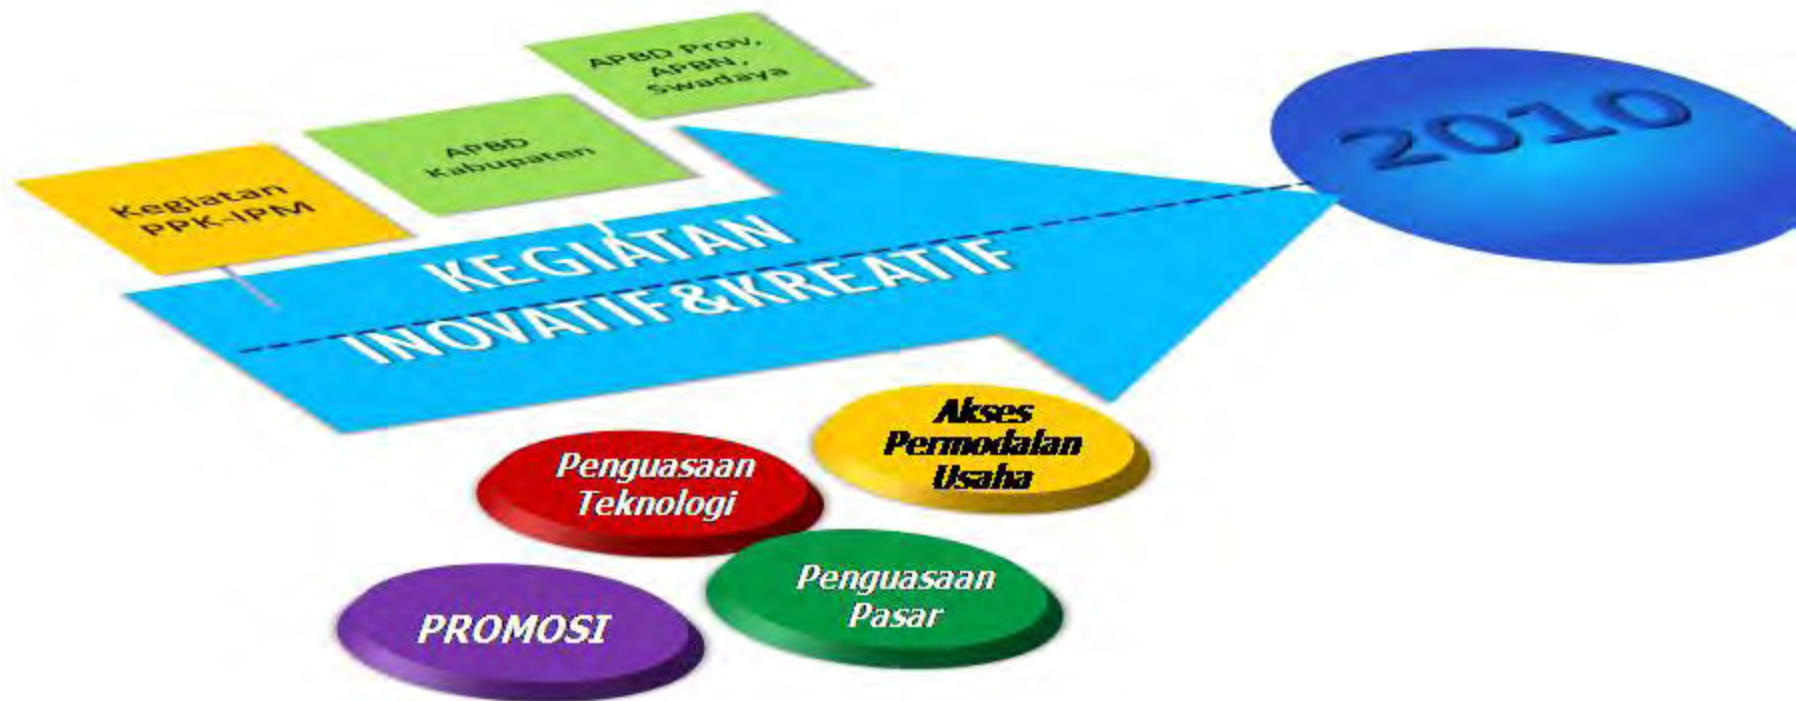 APBD Prov,
APBN,
Swadaya
APBD
Kabupaten
Kegiatan
PPK-IPM
2010
KEGIATAN
INOVATIF&KREATIF
Akses
Permodalan
Usaha
Penguasaan
Teknologi
Penguasaan
Pasar
PROMOSI